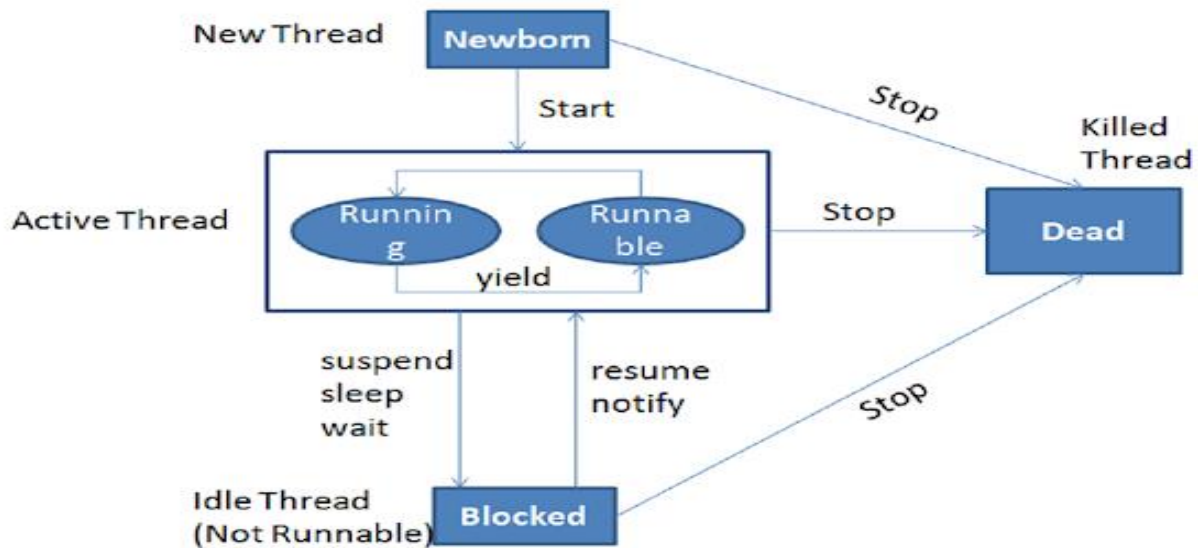 New Thread
Newborn
Start
Stop
Killed
Thread
Active Thread
Runnin
g
Runna
ble
yield
Stop
Dead
suspend
sleep
wait
resume
notify
Stop
Idle Thread
(Not Runnable)
Blocked